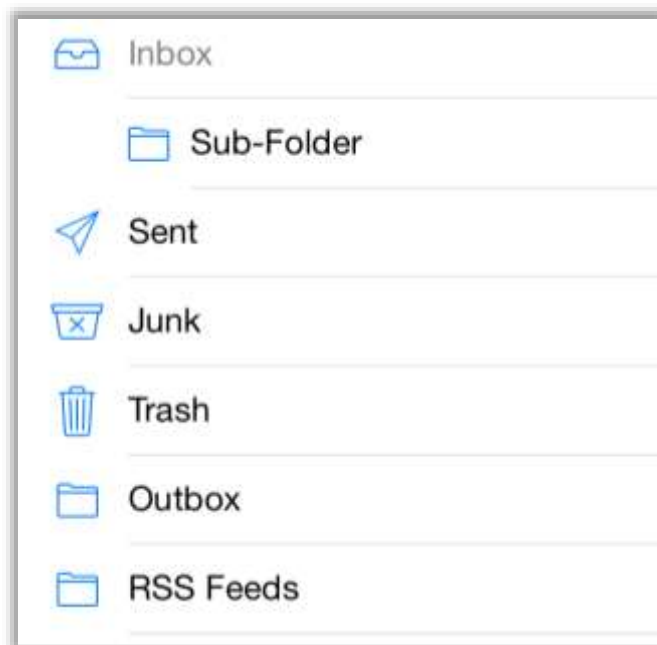 Inbox
Sub-Folder
Sent
Junk
Trash
Outbox
RSS Feeds